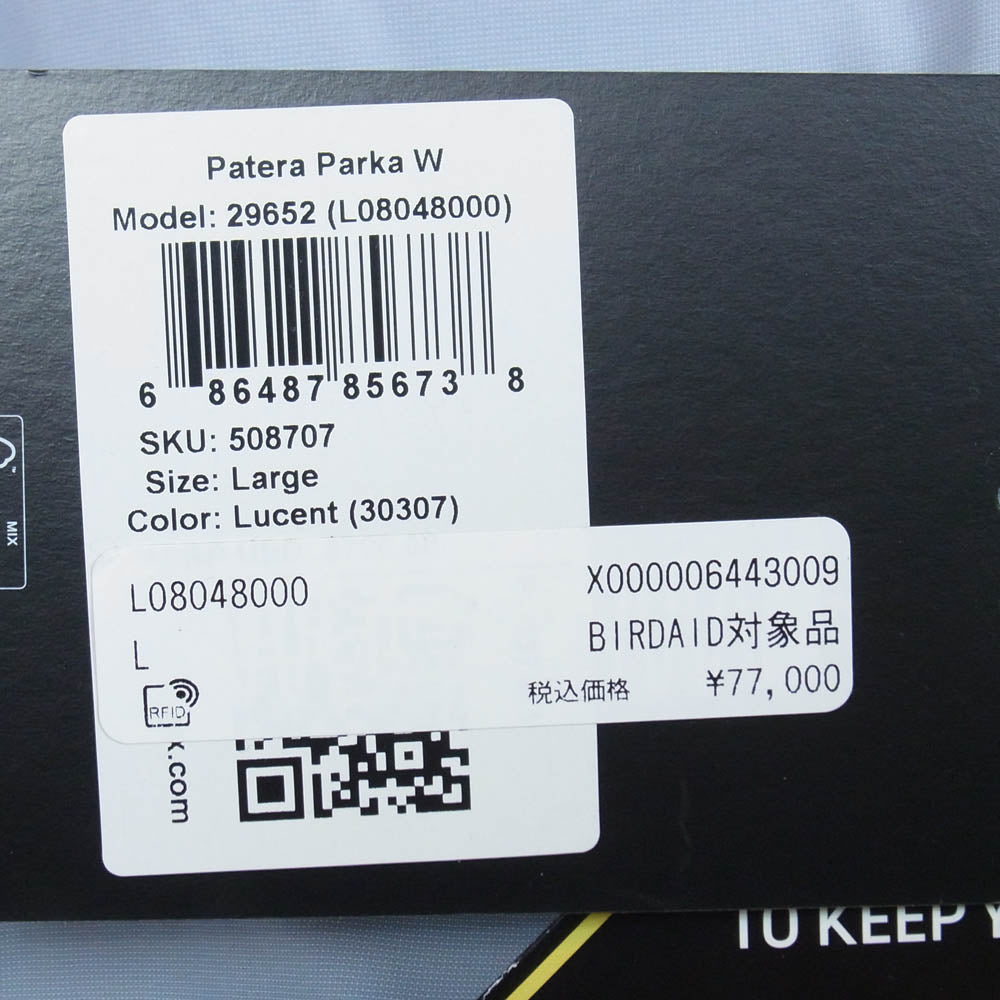 Patera Parka W
Model: 29652 (L08048000)
6 86487 85673 8
SKU: 508707
Size: Large
Color: Lucent (30307)
L08048000 X000006443009
BIRDAID対象品
L
税込価格 ¥77,000
RFID
k.com
MIX
TO KEEP